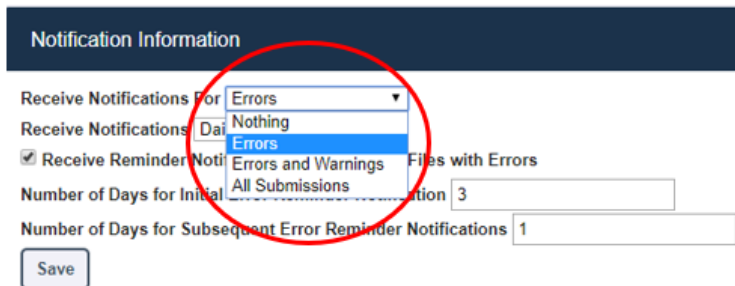 Notification Information
Receive Notifications For Errors
Nothing
Receive Notifications Dai
Errors
Receive Reminder Noti Files with Errors
Errors and Warnings
All Submissions
Number of Days for Initial Error Reminder Notification 3
Number of Days for Subsequent Error Reminder Notifications 1
Save